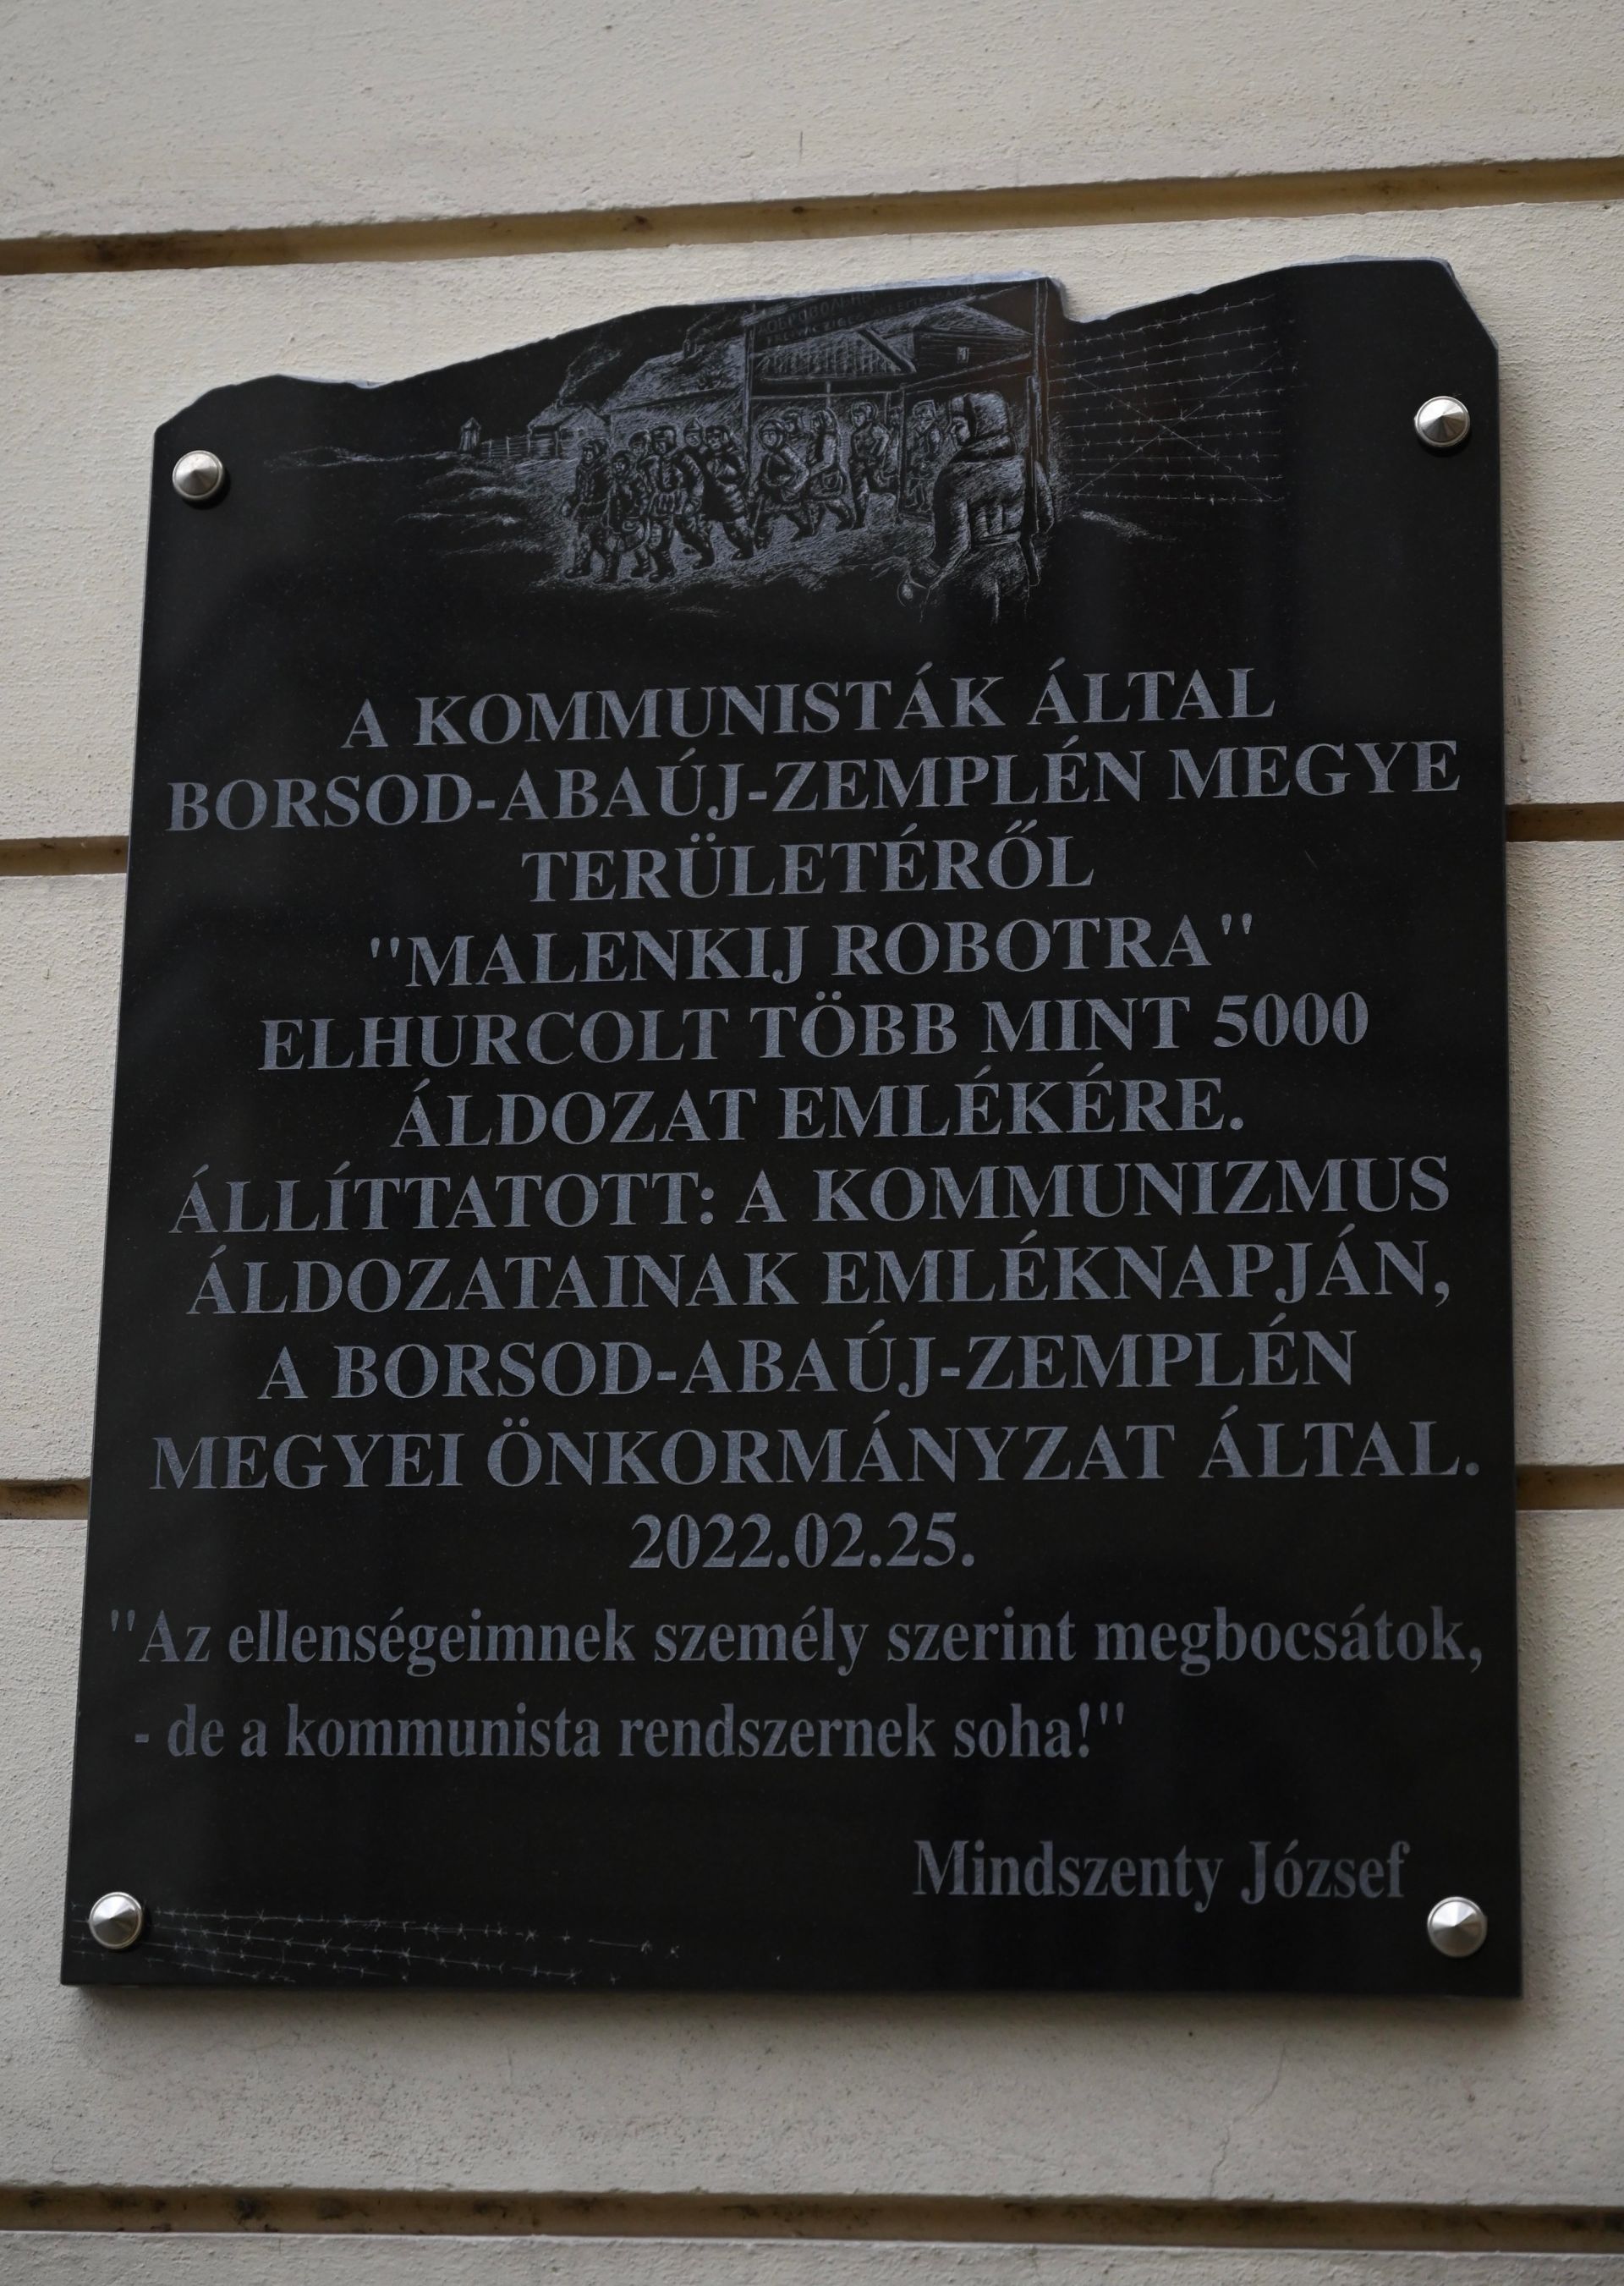 A KOMMUNISTÁK ÁLTAL
BORSOD-ABAÚJ-ZEMPLÉN MEGYE
TERÜLETÉRŐL
"MALENKIJ ROBOTRA"
ELHURCOLT TÖBB MINT 5000
ÁLDOZAT EMLÉKÉRE.
ÁLLÍTTATOTT: A KOMMUNIZMUS
ÁLDOZATAINAK EMLÉKNAPJÁN,
A BORSOD-ABAÚJ-ZEMPLÉN
MEGYEI ÖNKORMÁNYZAT ÁLTAL.
2022.02.25.
"Az ellenségeimnek személy szerint megbocsátok,
- de a kommunista rendszernek soha!"
Mindszenty József